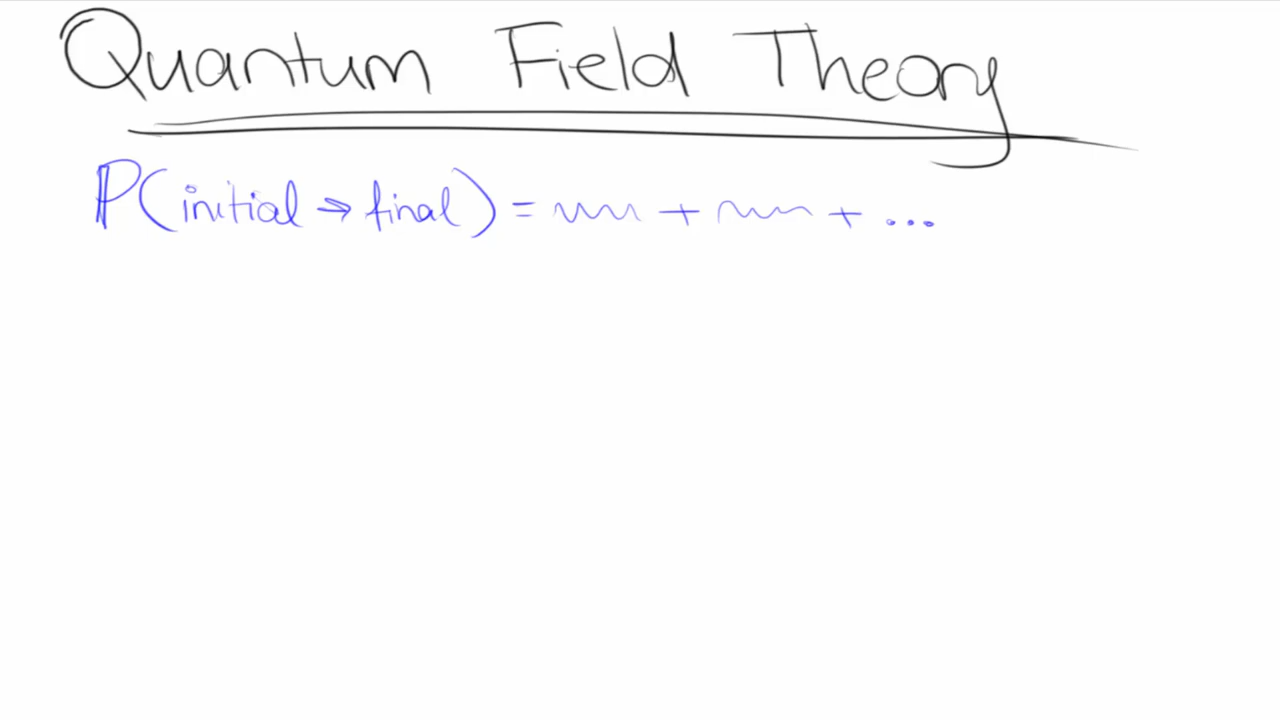 Quantum Field Theory
P(initial → final) = + + ...